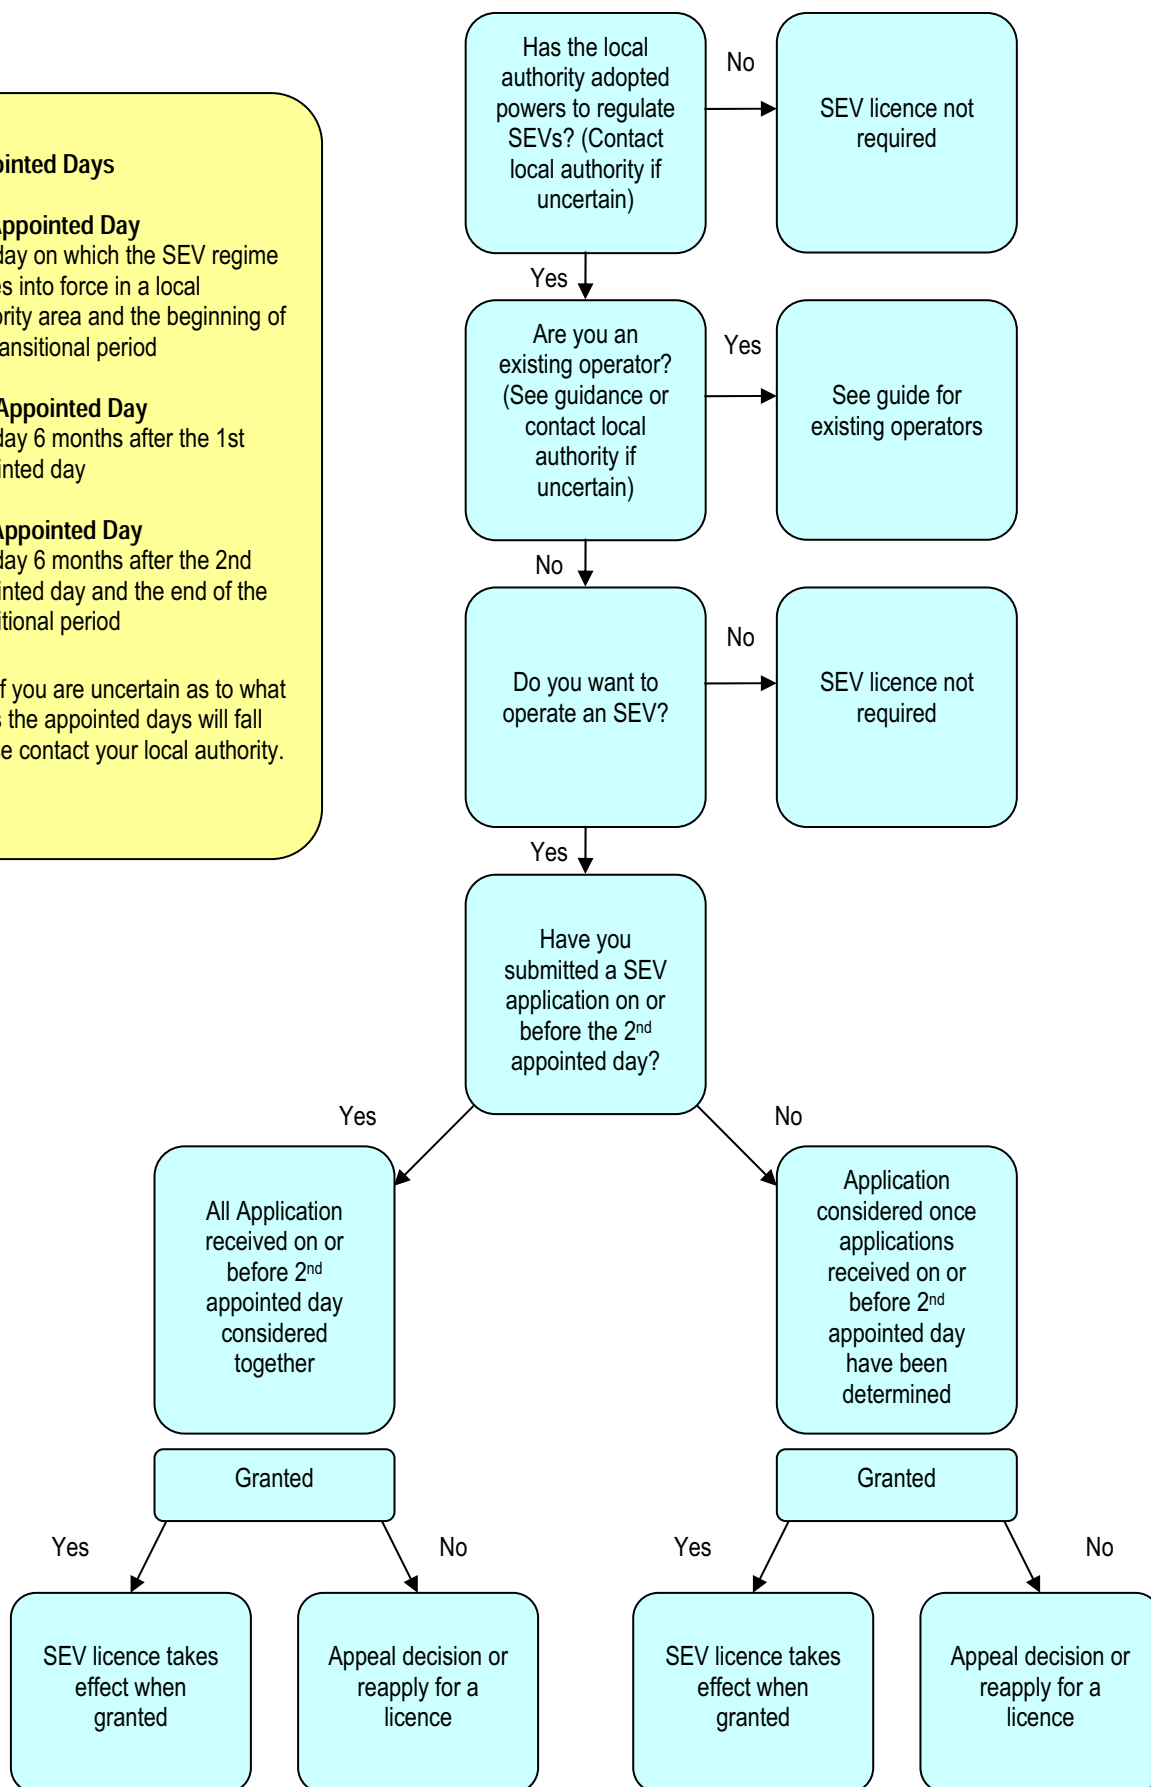 ointed Days
Appointed Day
day on which the SEV regime
es into force in a local
ority area and the beginning of
ansitional period
Appointed Day
day 6 months after the 1st
inted day
Appointed Day
day 6 months after the 2nd
inted day and the end of the
itional period
f you are uncertain as to what
s the appointed days will fall
e contact your local authority.
Has the local
authority adopted
powers to regulate
SEVs? (Contact
local authority if
uncertain)
No
SEV licence not
required
Yes
Are you an
existing operator?
(See guidance or
contact local
authority if
uncertain)
Yes
See guide for
existing operators
No
Do you want to
operate an SEV?
No
SEV licence not
required
Yes
Have you
submitted a SEV
application on or
before the 2nd
appointed day?
Yes
No
All Application
received on or
before 2nd
appointed day
considered
together
Application
considered once
applications
received on or
before 2nd
appointed day
have been
determined
Granted
Granted
Yes
No
Yes
No
SEV licence takes
effect when
granted
Appeal decision or
reapply for a
licence
SEV licence takes
effect when
granted
Appeal decision or
reapply for a
licence